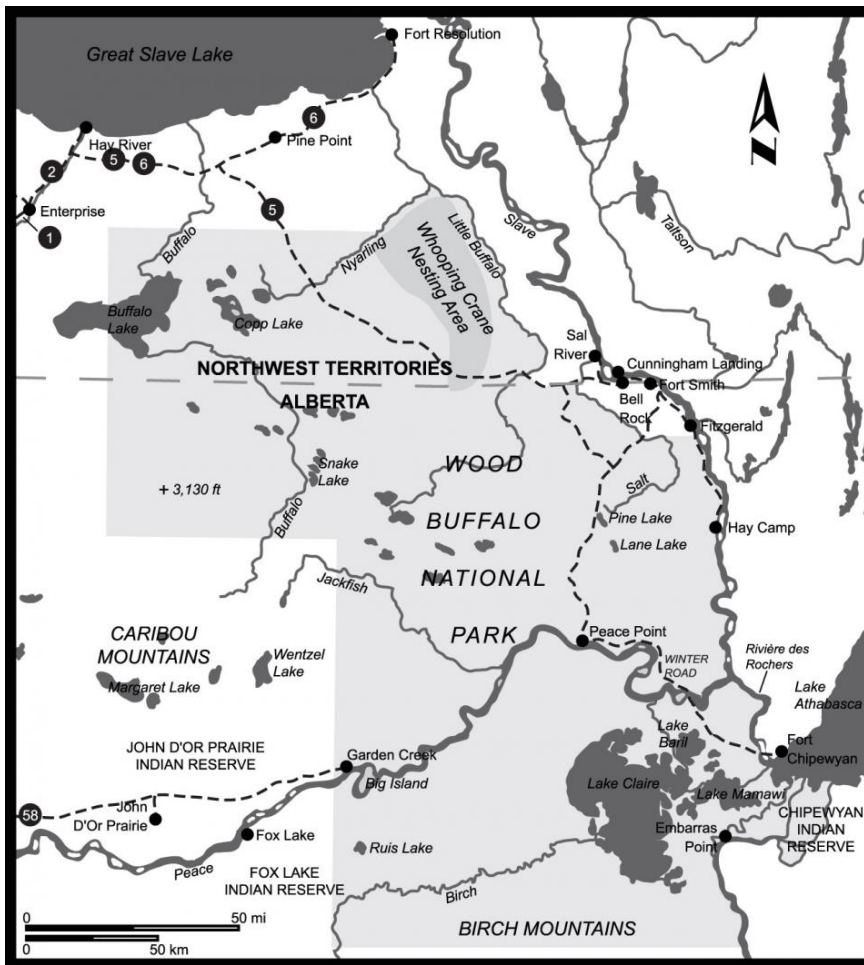 Fort Resolution
Great Slave Lake
6
Hay River
Pine Point
2
5
6
Enterprise
5
1
N
Slave
Taltson
Buffalo
Nyarling
Little Buffalo
Whooping Crane
Nesting Area
Buffalo
Lake
Copp Lake
Sal
River
Cunningham Landing
NORTHWEST TERRITORIES
Fort Smith
ALBERTA
Bell
Rock
Fitzgerald
Snake
Lake
WOOD
+ 3,130 ft
Salt
Buffalo
BUFFALO
Pine Lake
Hay Camp
Lane Lake
Jackfish
NATIONAL
PARK
Peace Point
CARIBOU
MOUNTAINS
Wentzel
Lake
WINTER
ROAD
Rivière des
Rochers
Margaret Lake
Lake
Athabasca
Lake
Baril
Fort
Chipewyan
JOHN D'OR PRAIRIE
INDIAN RESERVE
Garden Creek
Big Island
Lake Claire
Lake Mamawi
58
John
D'Or Prairie
CHIPEWYAN
INDIAN
RESERVE
Fox Lake
Embarras
Point
Ruis Lake
Peace
FOX LAKE
INDIAN RESERVE
Birch
BIRCH MOUNTAINS
0
50 mi
0
50 km